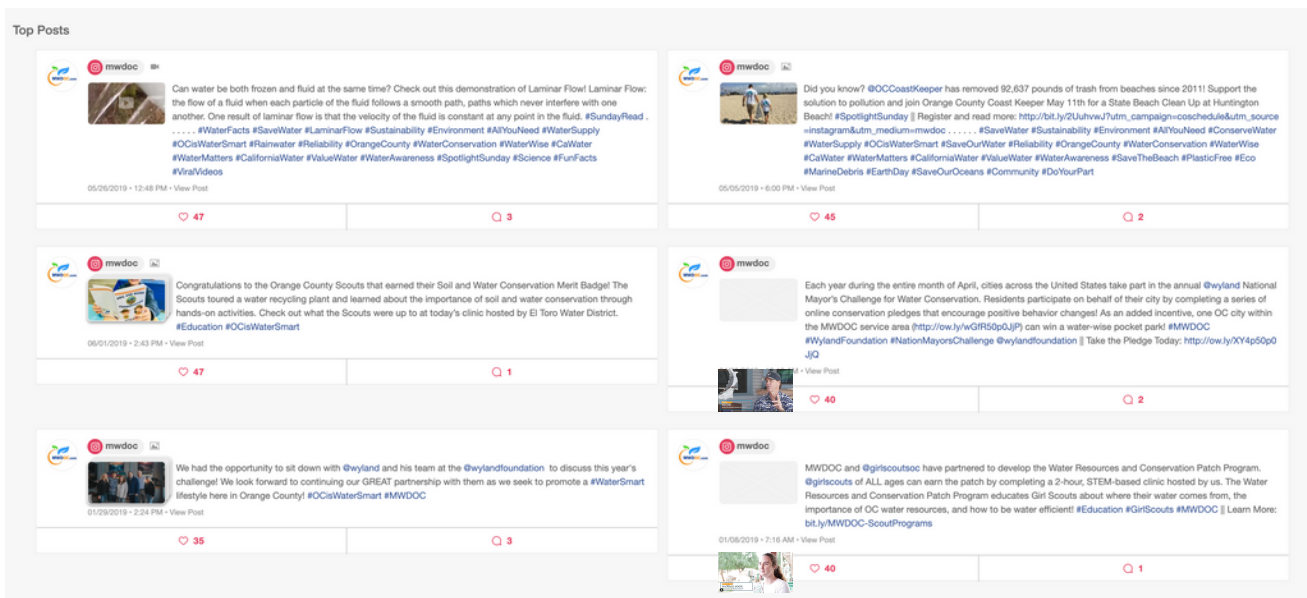 Top Posts
mwdoc
Can water be both frozen and fluid at the same time? Check out this demonstration of Laminar Flow! Laminar Flow:
the flow of a fluid when each particle of the fluid follows a smooth path, paths which never interfere with one
another. One result of laminar flow is that the velocity of the fluid is constant at any point in the fluid. #SundayRead .
. . . . . #WaterFacts #SaveWater #LaminarFlow #Sustainability #Environment #AllYouNeed #WaterSupply
#OCisWaterSmart #Rainwater #Reliability #OrangeCounty #WaterConservation #WaterWise #CaWater
#WaterMatters #CaliforniaWater #ValueWater #WaterAwareness #SpotlightSunday #Science #FunFacts
#ViralVideos
05/26/2019 • 12:48 PM • View Post
47
3
mwdoc
Did you know? @OCCoastKeeper has removed 92,637 pounds of trash from beaches since 2011! Support the
solution to pollution and join Orange County Coast Keeper May 11th for a State Beach Clean Up at Huntington
Beach! #SpotlightSunday || Register and read more: http://bit.ly/2UuhvwJ?utm_campaign=coschedule&utm_source
=instagram&utm_medium=mwdoc . . . . . . #SaveWater #Sustainability #Environment #AllYouNeed #ConserveWater
#WaterSupply #OCisWaterSmart #SaveOurWater #Reliability #OrangeCounty #WaterConservation #WaterWise
#CaWater #WaterMatters #CaliforniaWater #ValueWater #WaterAwareness #SaveTheBeach #PlasticFree #Eco
#MarineDebris #EarthDay #SaveOurOceans #Community #DoYourPart
05/05/2019 • 6:00 PM • View Post
45
2
mwdoc
Congratulations to the Orange County Scouts that earned their Soil and Water Conservation Merit Badge! The
Scouts toured a water recycling plant and learned about the importance of soil and water conservation through
hands-on activities. Check out what the Scouts were up to at today's clinic hosted by El Toro Water District.
#Education #OCisWaterSmart
06/01/2019 • 2:43 PM • View Post
47
1
mwdoc
Each year during the entire month of April, cities across the United States take part in the annual @wyland National
Mayor's Challenge for Water Conservation. Residents participate on behalf of their city by completing a series of
online conservation pledges that encourage positive behavior changes! As an added incentive, one OC city within
the MWDOC service area (http://ow.ly/wGfR50p0JjP) can win a water-wise pocket park! #MWDOC
#WylandFoundation #NationMayorsChallenge @wylandfoundation || Take the Pledge Today: http://ow.ly/XY4p50p0
JjQ
M • View Post
40
2
mwdoc
We had the opportunity to sit down with @wyland and his team at the @wylandfoundation to discuss this year's
challenge! We look forward to continuing our GREAT partnership with them as we seek to promote a #WaterSmart
lifestyle here in Orange County! #OCisWaterSmart #MWDOC
01/29/2019 • 2:24 PM • View Post
35
3
mwdoc
MWDOC and @girlscoutsoc have partnered to develop the Water Resources and Conservation Patch Program.
@girlscouts of ALL ages can earn the patch by completing a 2-hour, STEM-based clinic hosted by us. The Water
Resources and Conservation Patch Program educates Girl Scouts about where their water comes from, the
importance of OC water resources, and how to be water efficient! #Education #GirlScouts #MWDOC || Learn More:
bit.ly/MWDOC-ScoutPrograms
01/08/2019 • 7:16 AM • View Post
40
1